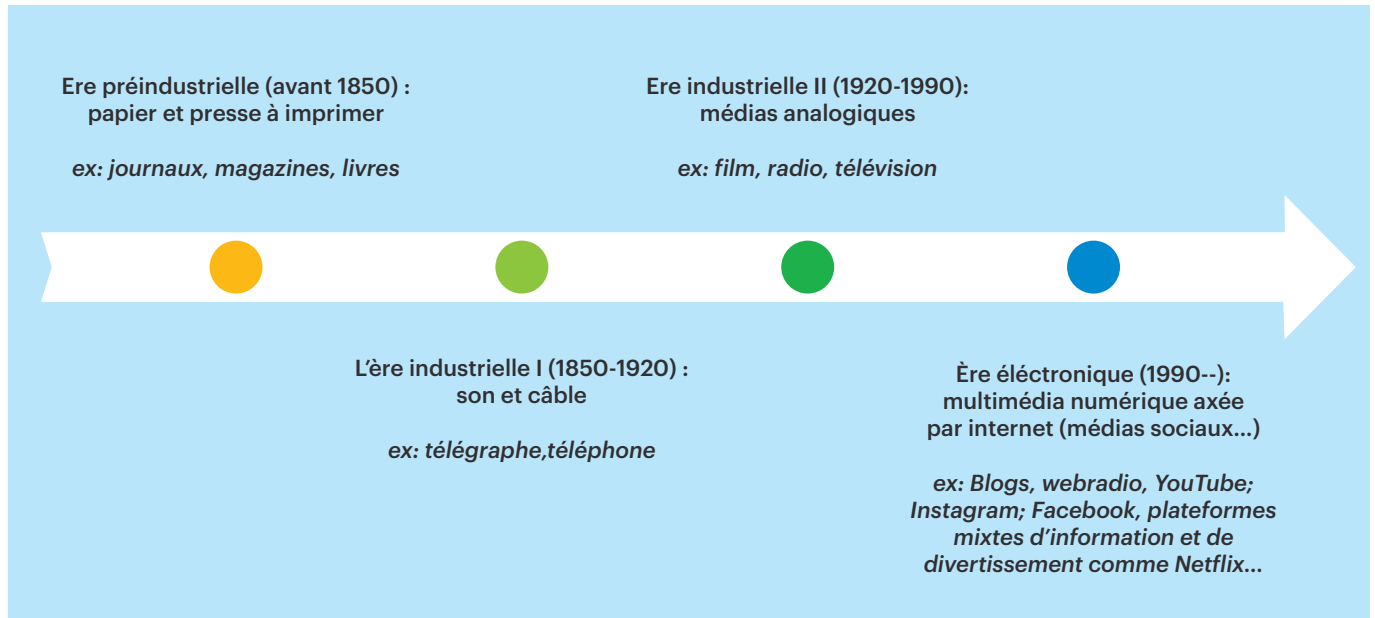 Ere préindustrielle (avant 1850) :
papier et presse à imprimer
ex: journaux, magazines, livres
L'ère industrielle I (1850-1920) :
son et câble
ex: télégraphe,téléphone
Ere industrielle II (1920-1990):
médias analogiques
ex: film, radio, télévision
Ère éléctronique (1990--):
multimédia numérique axée
par internet (médias sociaux...)
ex: Blogs, webradio, YouTube;
Instagram; Facebook, plateformes
mixtes d'information et de
divertissement comme Netflix...